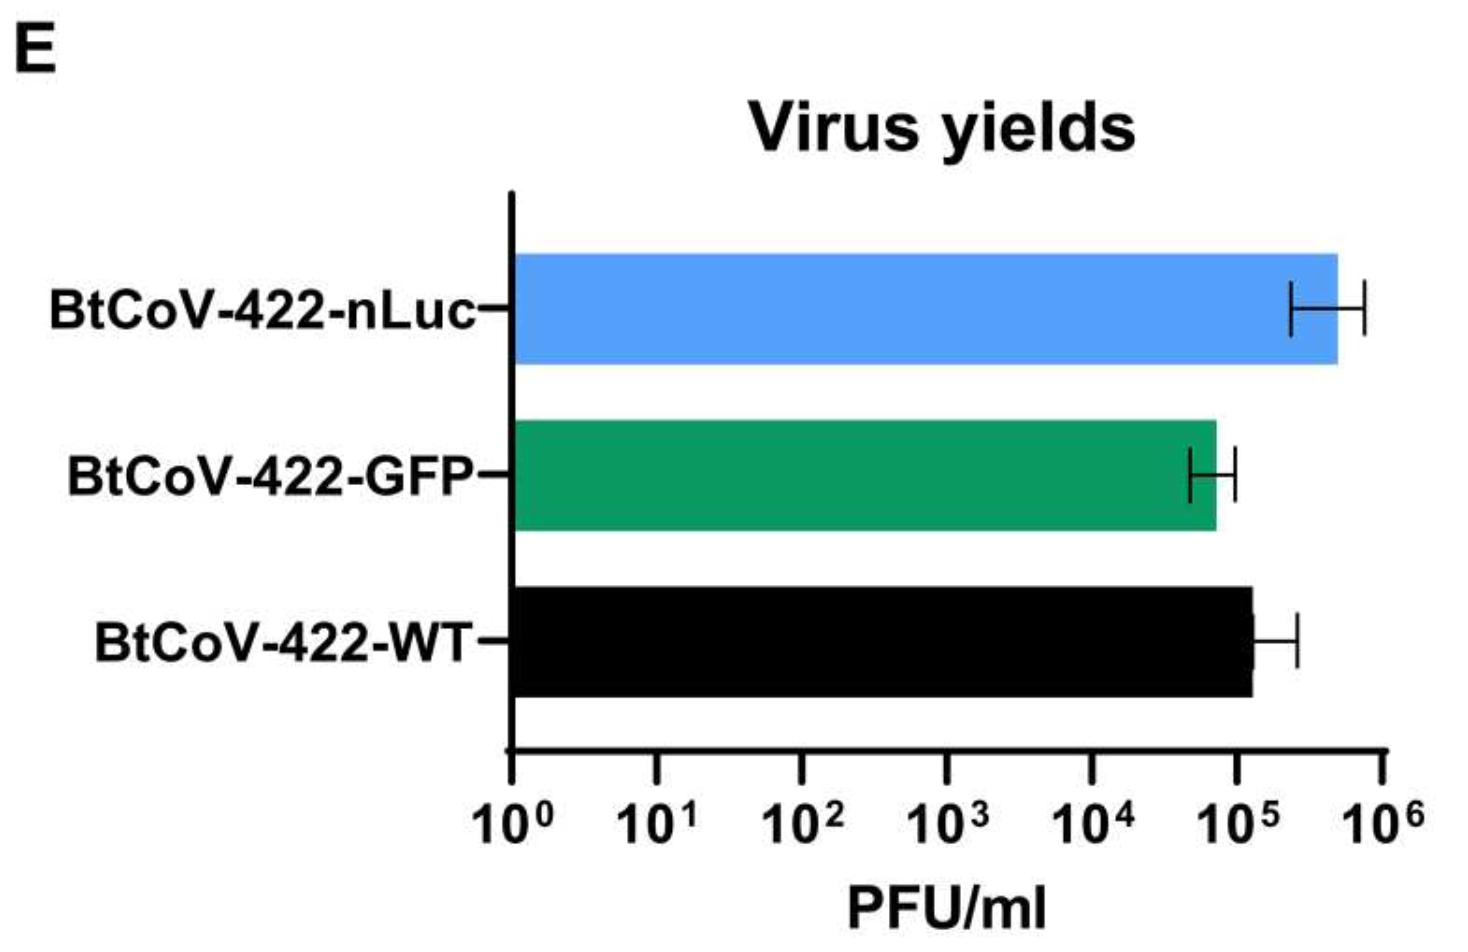 E
Virus yields
BtCoV-422-nLuc
BtCoV-422-GFP
BtCoV-422-WT
10⁰ 10¹ 10² 10³ 10⁴ 10⁵ 10⁶
PFU/ml